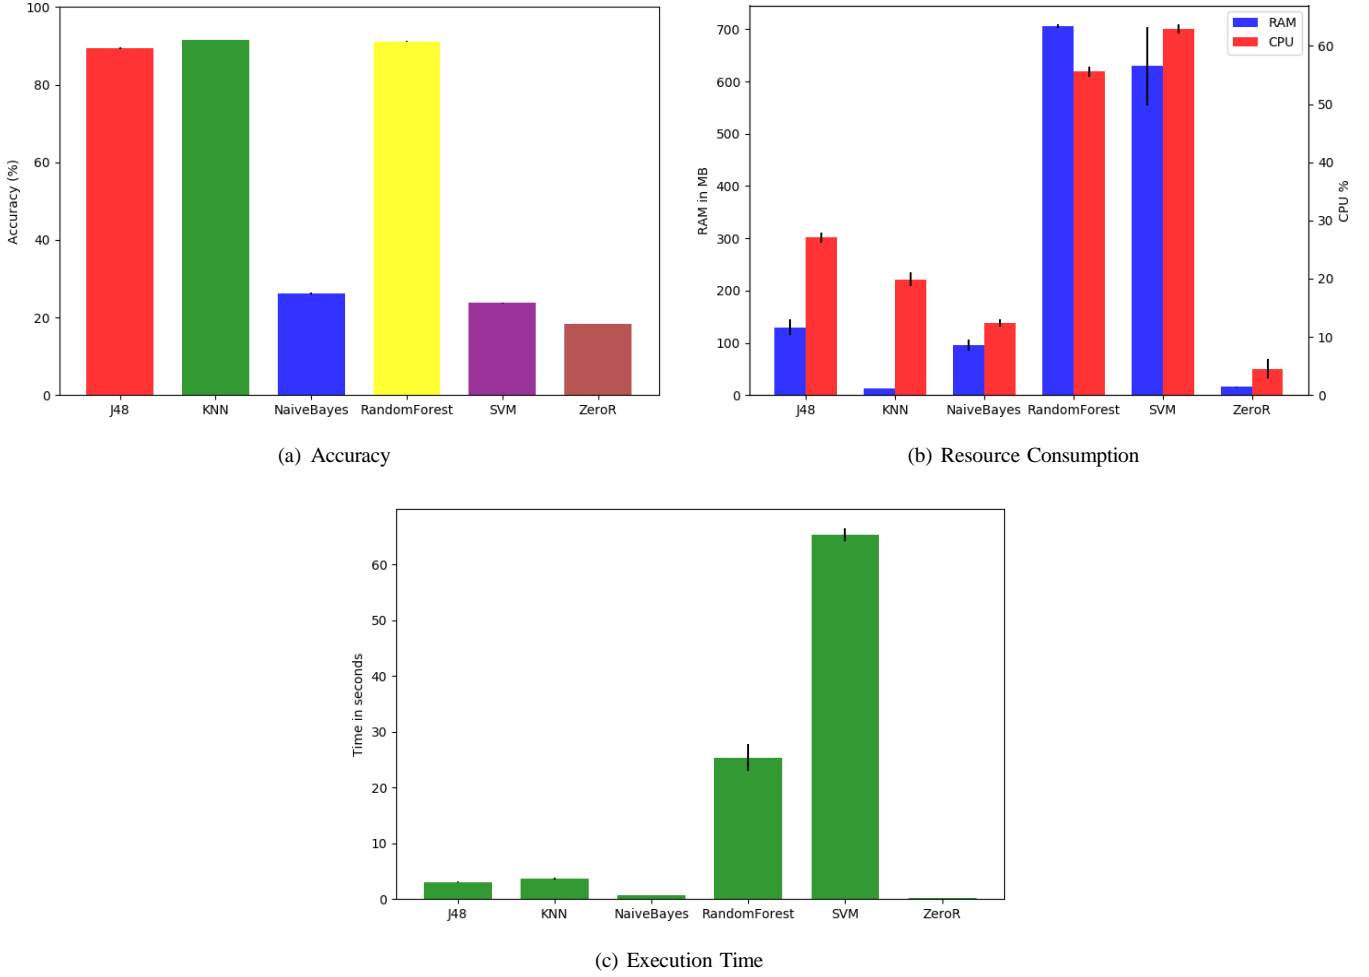 100
80
60
40
20
0
Accuracy (%)
J48 KNN NaiveBayes RandomForest SVM ZeroR
(a) Accuracy
700
600
500
400
300
200
100
0
RAM in MB
RAM
CPU
60
50
40
30
20
10
0
CPU %
J48 KNN NaiveBayes RandomForest SVM ZeroR
(b) Resource Consumption
60
50
40
30
20
10
0
Time in seconds
J48 KNN NaiveBayes RandomForest SVM ZeroR
(c) Execution Time